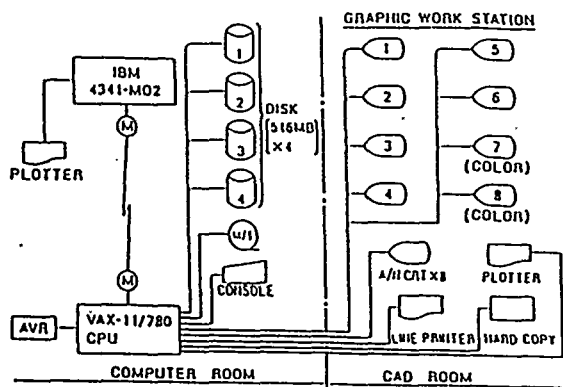 GRAPHIC WORK STATION
IBM
4341-M02
M
PLOTTER
M
AVR
VAX-11/780
CPU
1
2
3
4
DISK
516MB
×4
CONSOLE
1
2
3
4
5
6
7
(COLOR)
8
(COLOR)
PLOTTER
LINE PRINTER
HARD COPY
COMPUTER ROOM
CAD ROOM